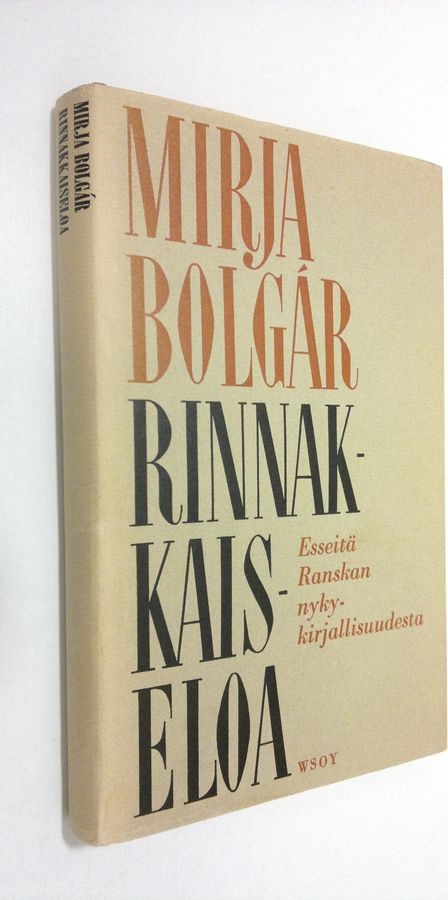 MIRJA BOLGÁR
RINNAKKAISELOA
MIRJA
BOLGÁR
RINNAK-
KAIS-
ELOA
Esseitä
Ranskan
nyky-
kirjallisuudesta
WSOY